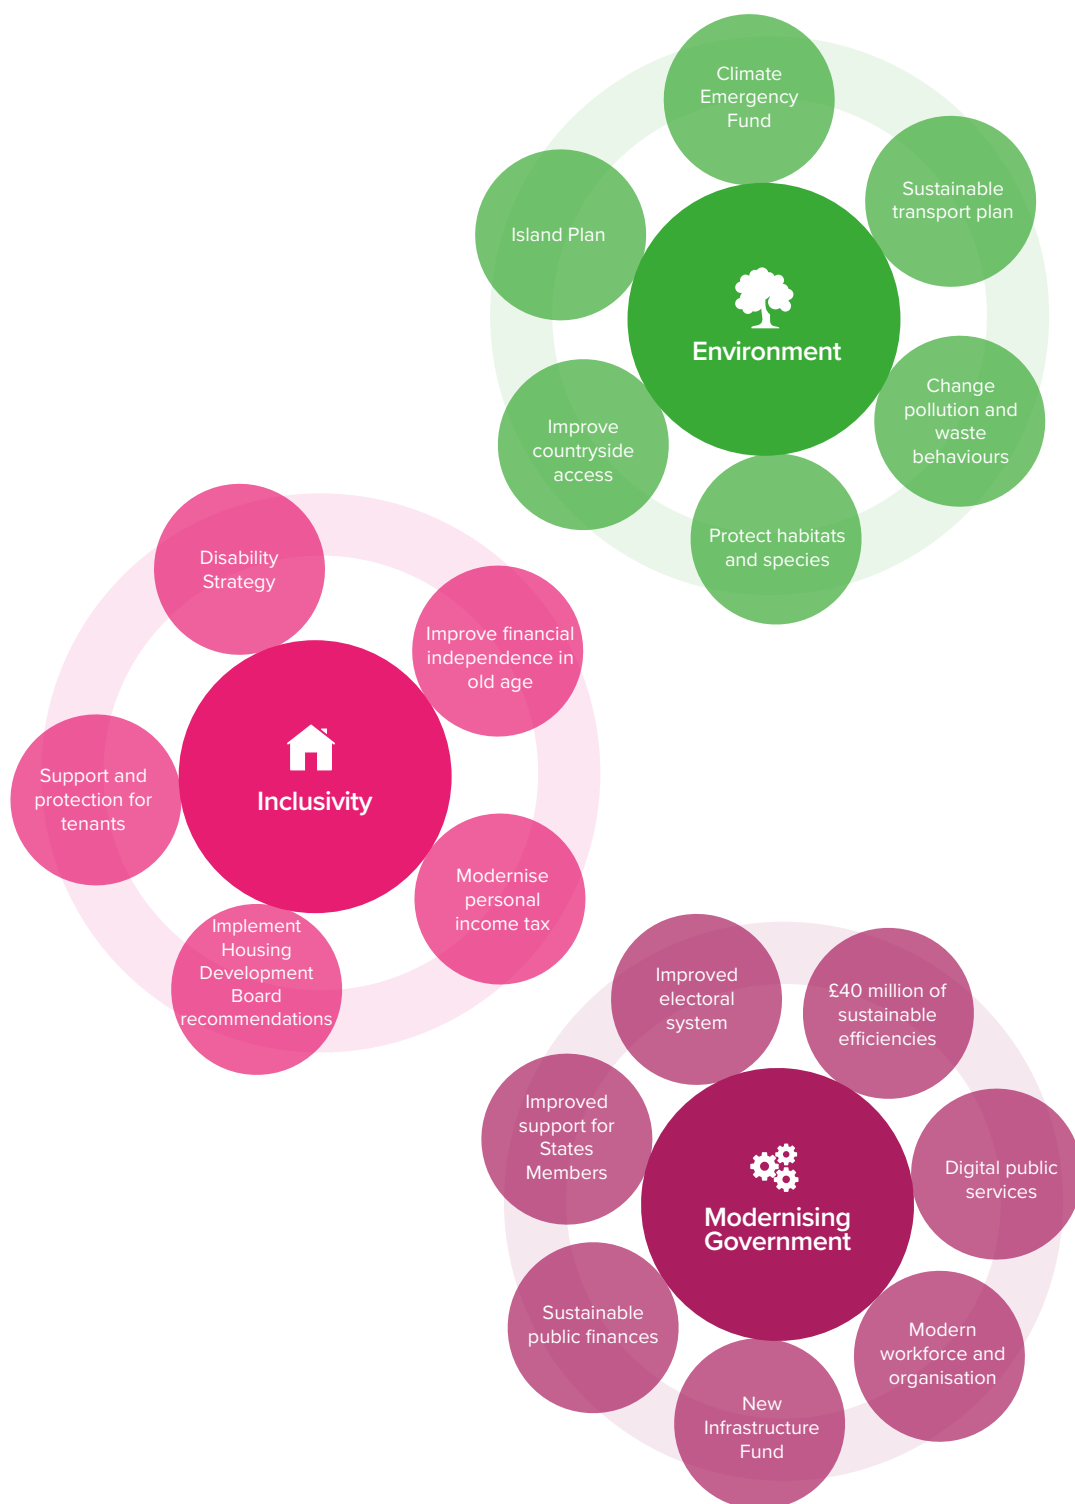 Climate
Emergency
Fund
Sustainable
transport plan
Island Plan
Environment
Change
pollution and
waste
behaviours
Improve
countryside
access
Protect habitats
and species
Disability
Strategy
Improve financial
independence in
old age
Support and
protection for
tenants
Inclusivity
Modernise
personal
income tax
Implement
Housing
Development
Board
recommendations
Improved
electoral
system
£40 million of
sustainable
efficiencies
Improved
support for
States
Members
Digital public
services
Modernising
Government
Sustainable
public finances
Modern
workforce and
organisation
New
Infrastructure
Fund